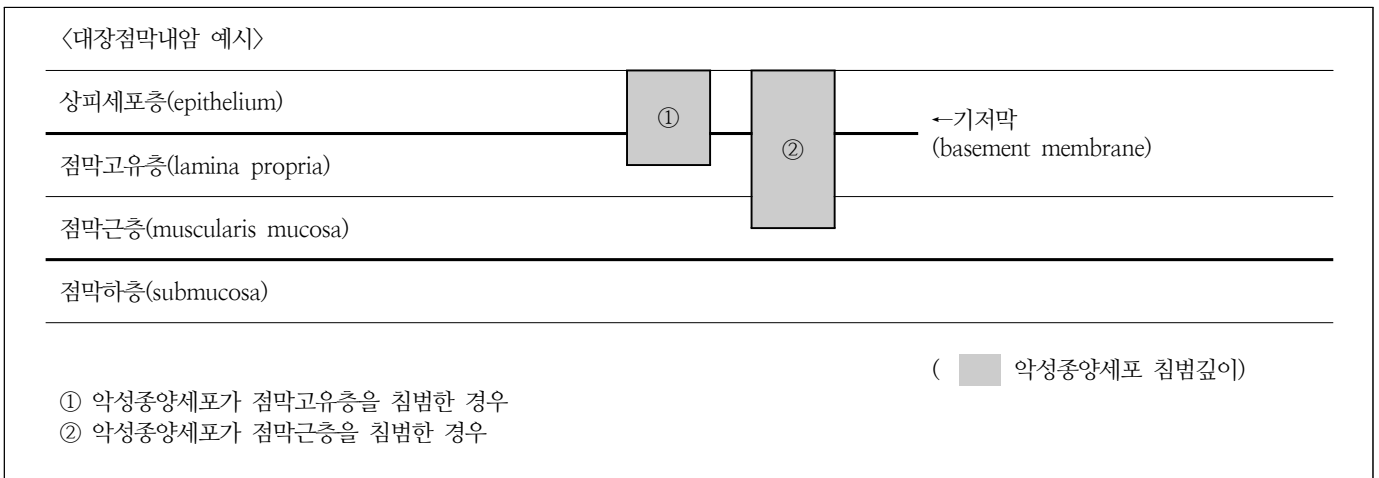 〈대장점막내암 예시〉
상피세포층(epithelium)
①
←기저막
(basement membrane)
②
점막고유층(lamina propria)
점막근층(muscularis mucosa)
점막하층(submucosa)
( 악성종양세포 침범깊이)
① 악성종양세포가 점막고유층을 침범한 경우
② 악성종양세포가 점막근층을 침범한 경우